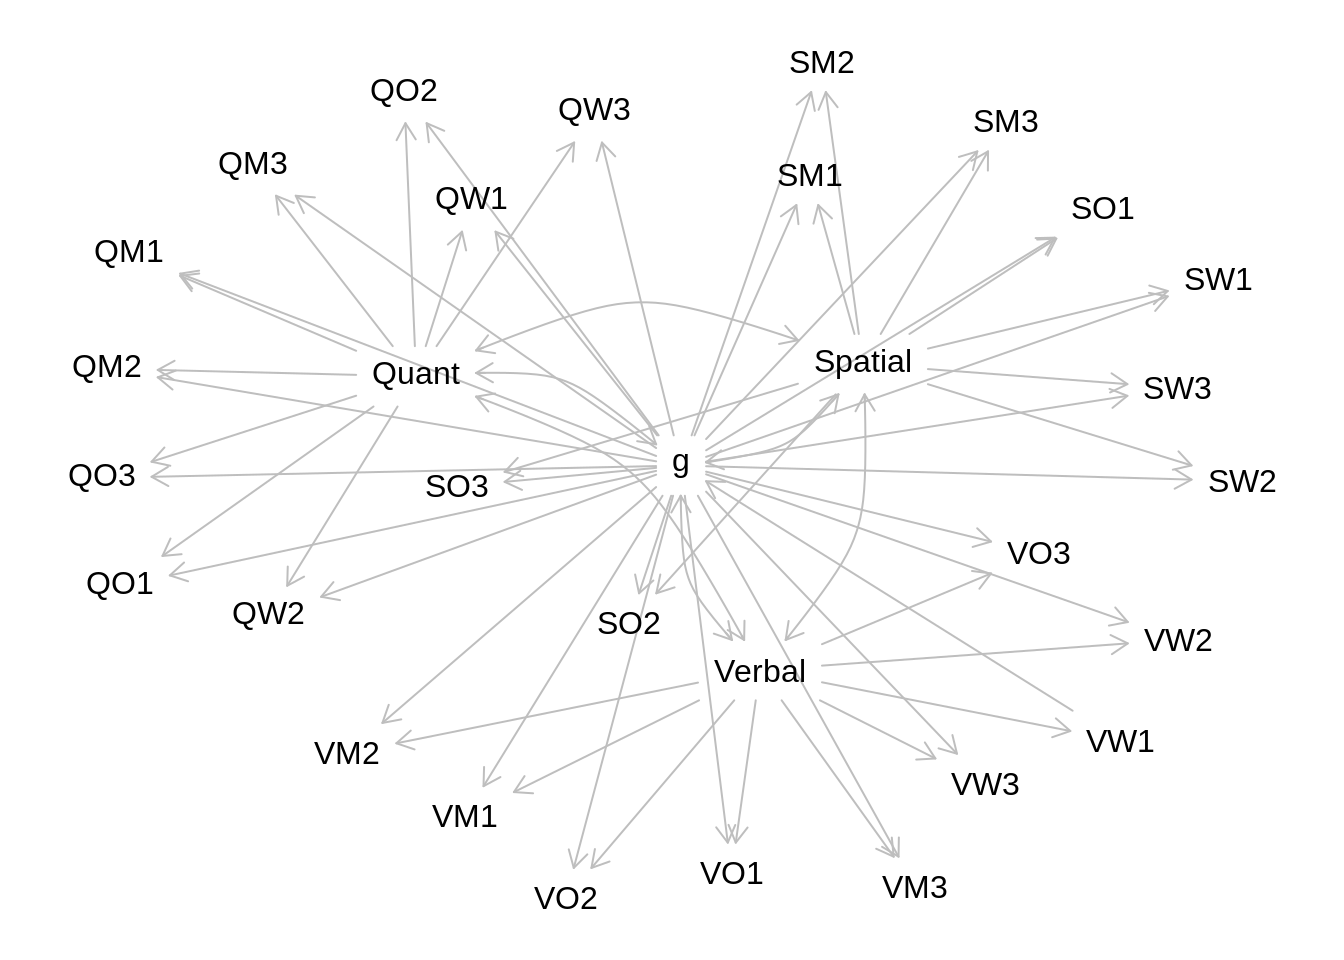 SM2
QO2
QW3
SM3
QM3
SM1
QW1
SO1
QM1
SW1
Spatial
QM2
Quant
SW3
g
QO3
SO3
SW2
VO3
QO1
QW2
SO2
VW2
Verbal
VW1
VM2
VW3
VM1
VO1
VM3
VO2